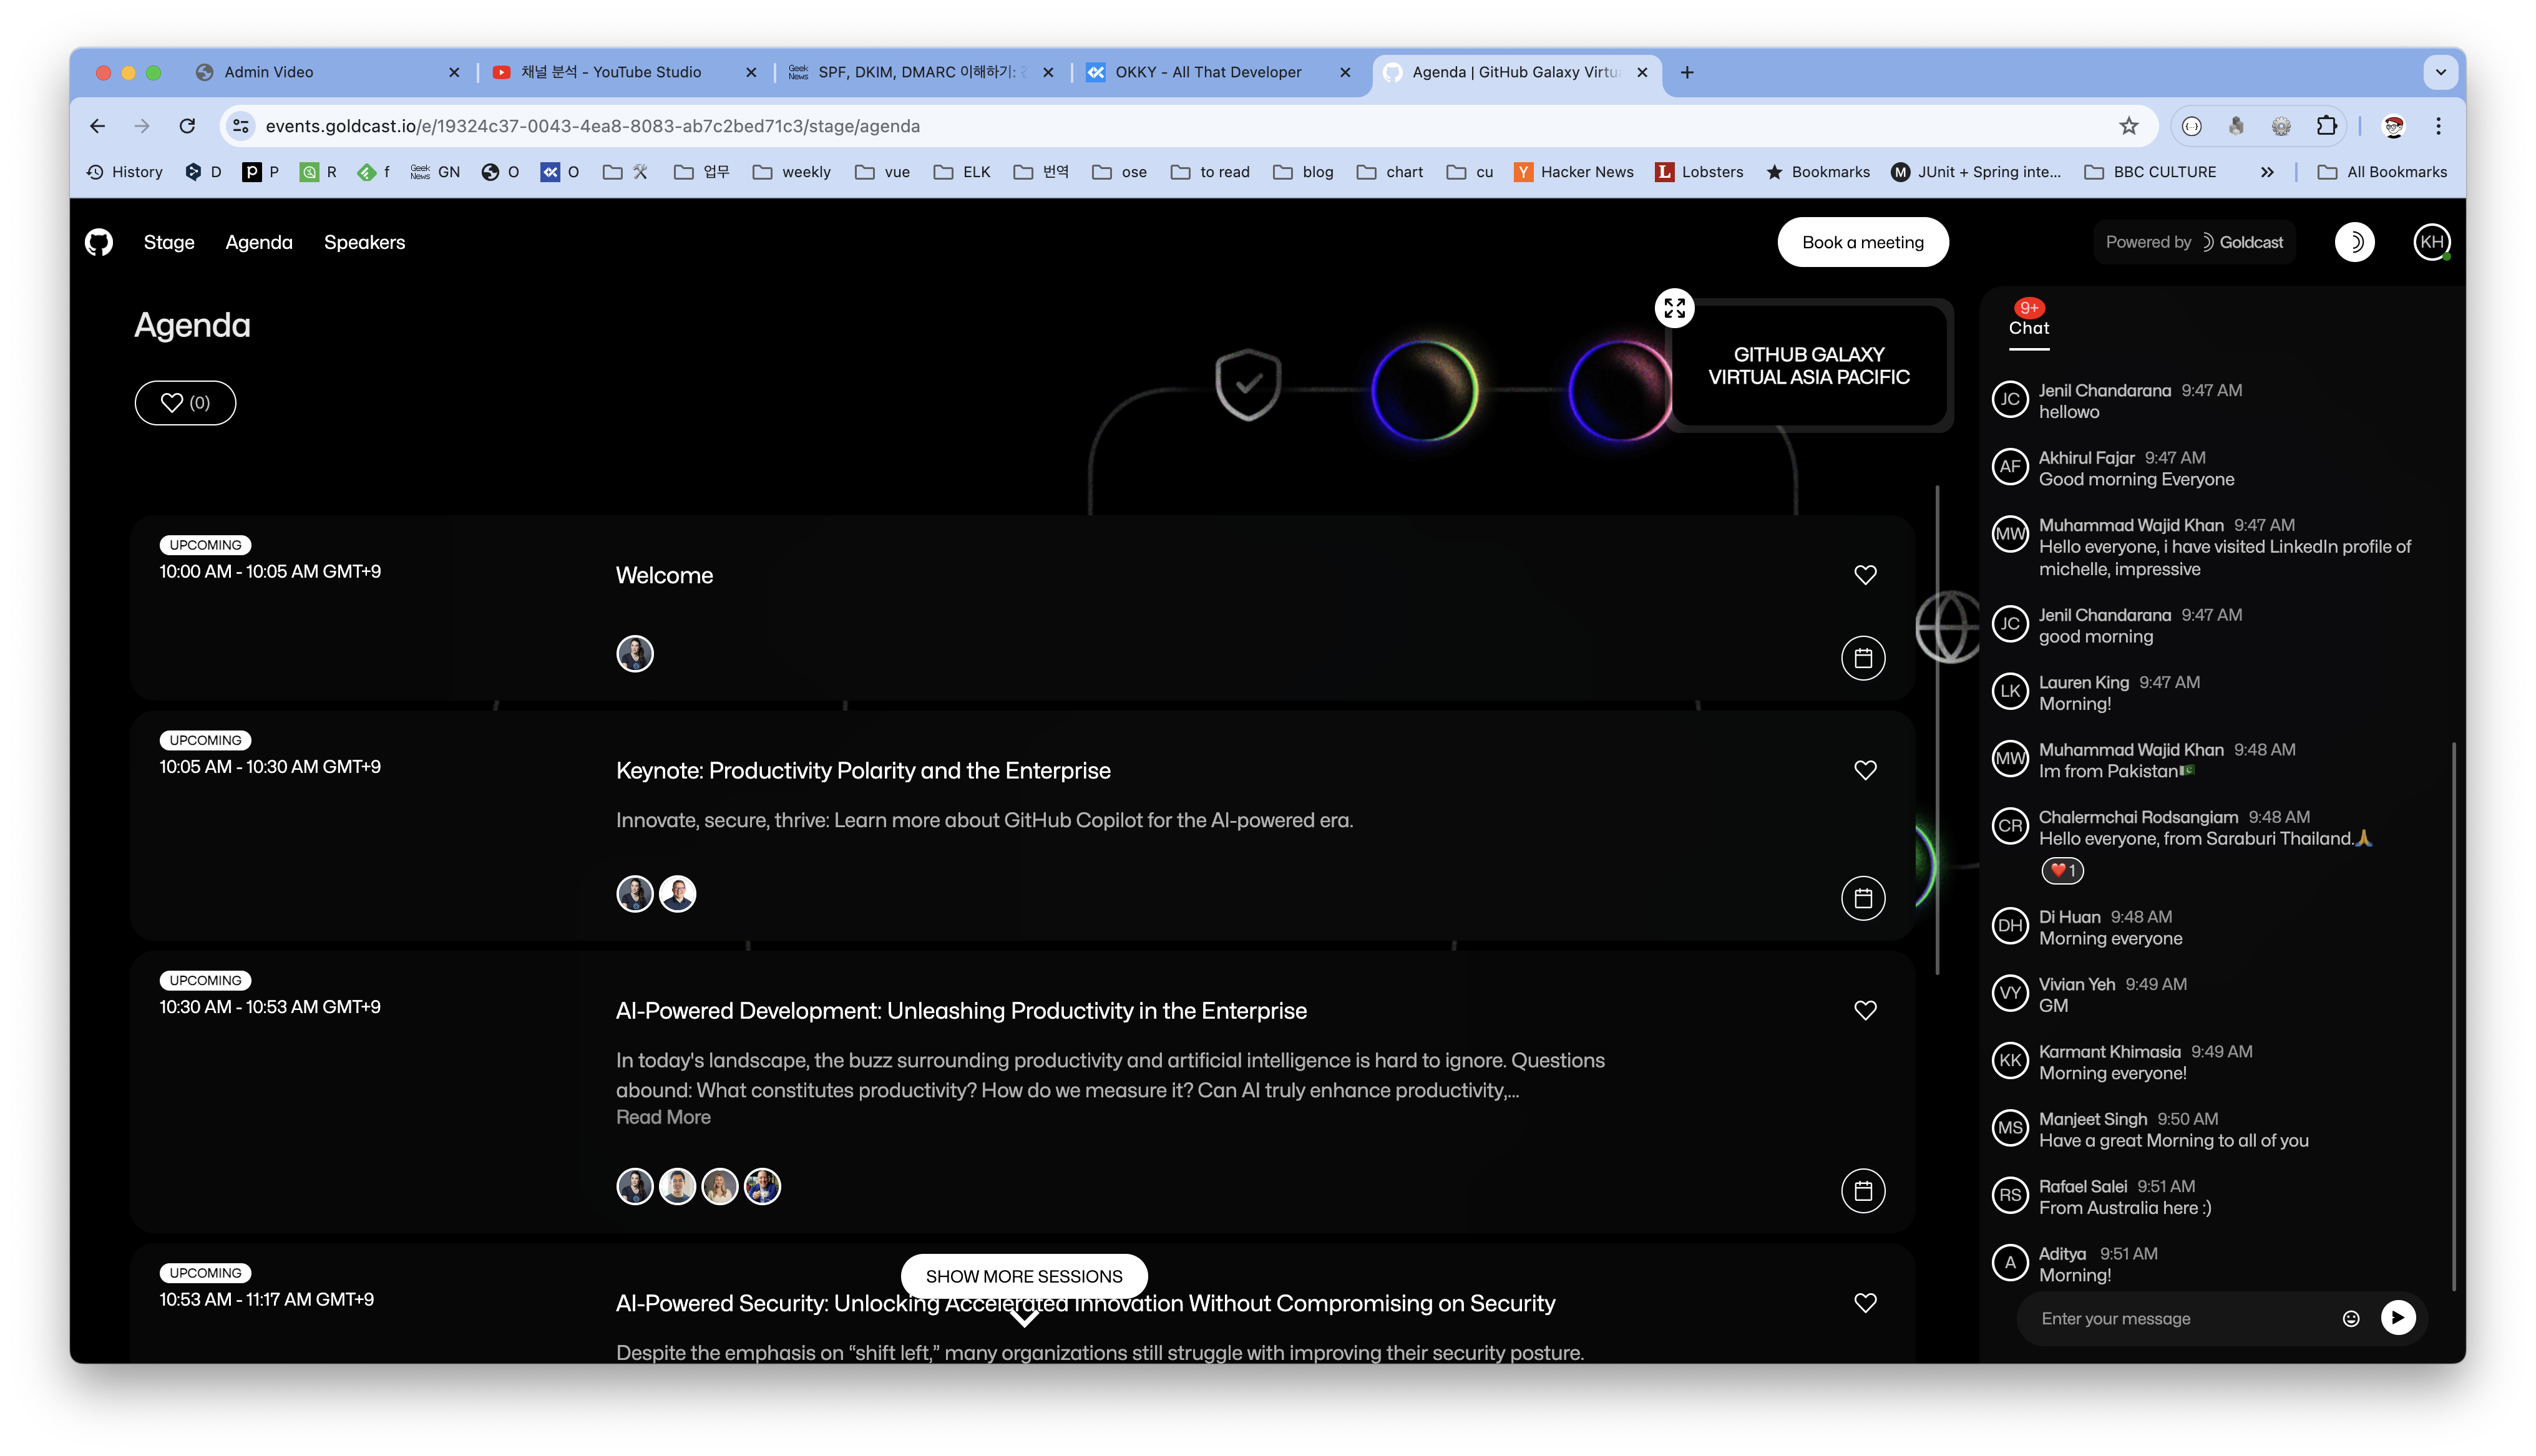 Admin Video
채널 분석 - YouTube Studio
Geek News
SPF, DKIM, DMARC 이해하기:
OKKY - All That Developer
Agenda | GitHub Galaxy Virtu
events.goldcast.io/e/19324c37-0043-4ea8-8083-ab7c2bed71c3/stage/agenda
History
D
P
R
f
Geek News GN
O
O
업무
weekly
vue
ELK
번역
ose
to read
blog
chart
cu
Hacker News
Lobsters
Bookmarks
JUnit + Spring inte...
BBC CULTURE
All Bookmarks
Stage
Agenda
Speakers
Book a meeting
Powered by Goldcast
KH
Agenda
(0)
GITHUB GALAXY
VIRTUAL ASIA PACIFIC
UPCOMING
10:00 AM - 10:05 AM GMT+9
Welcome
UPCOMING
10:05 AM - 10:30 AM GMT+9
Keynote: Productivity Polarity and the Enterprise
Innovate, secure, thrive: Learn more about GitHub Copilot for the AI-powered era.
UPCOMING
10:30 AM - 10:53 AM GMT+9
AI-Powered Development: Unleashing Productivity in the Enterprise
In today's landscape, the buzz surrounding productivity and artificial intelligence is hard to ignore. Questions
abound: What constitutes productivity? How do we measure it? Can AI truly enhance productivity,...
Read More
UPCOMING
10:53 AM - 11:17 AM GMT+9
SHOW MORE SESSIONS
AI-Powered Security: Unlocking Accelerated Innovation Without Compromising on Security
Despite the emphasis on “shift left,” many organizations still struggle with improving their security posture.
9+
Chat
JC
Jenil Chandarana 9:47 AM
hellowo
AF
Akhirul Fajar 9:47 AM
Good morning Everyone
MW
Muhammad Wajid Khan 9:47 AM
Hello everyone, i have visited LinkedIn profile of
michelle, impressive
JC
Jenil Chandarana 9:47 AM
good morning
LK
Lauren King 9:47 AM
Morning!
MW
Muhammad Wajid Khan 9:48 AM
Im from Pakistan🇵🇰
CR
Chalermchai Rodsangiam 9:48 AM
Hello everyone, from Saraburi Thailand.🙏
❤️ 1
DH
Di Huan 9:48 AM
Morning everyone
VY
Vivian Yeh 9:49 AM
GM
KK
Karmant Khimasia 9:49 AM
Morning everyone!
MS
Manjeet Singh 9:50 AM
Have a great Morning to all of you
RS
Rafael Salei 9:51 AM
From Australia here :)
A
Aditya 9:51 AM
Morning!
Enter your message